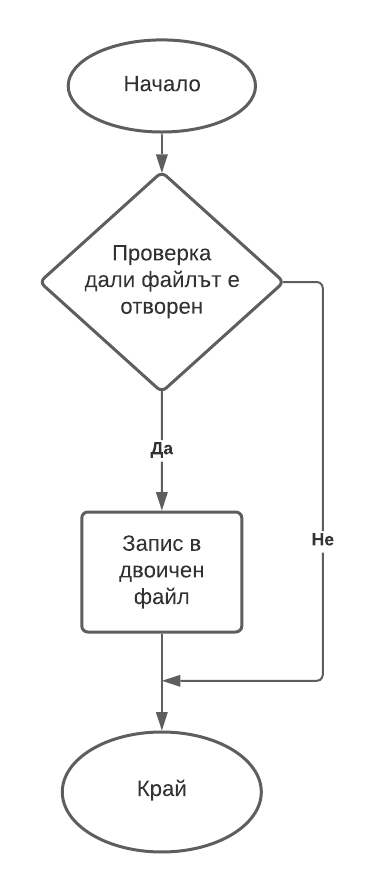 Начало
Проверка
дали файлът е
отворен
Да
Не
Запис в
двоичен
файл
Край